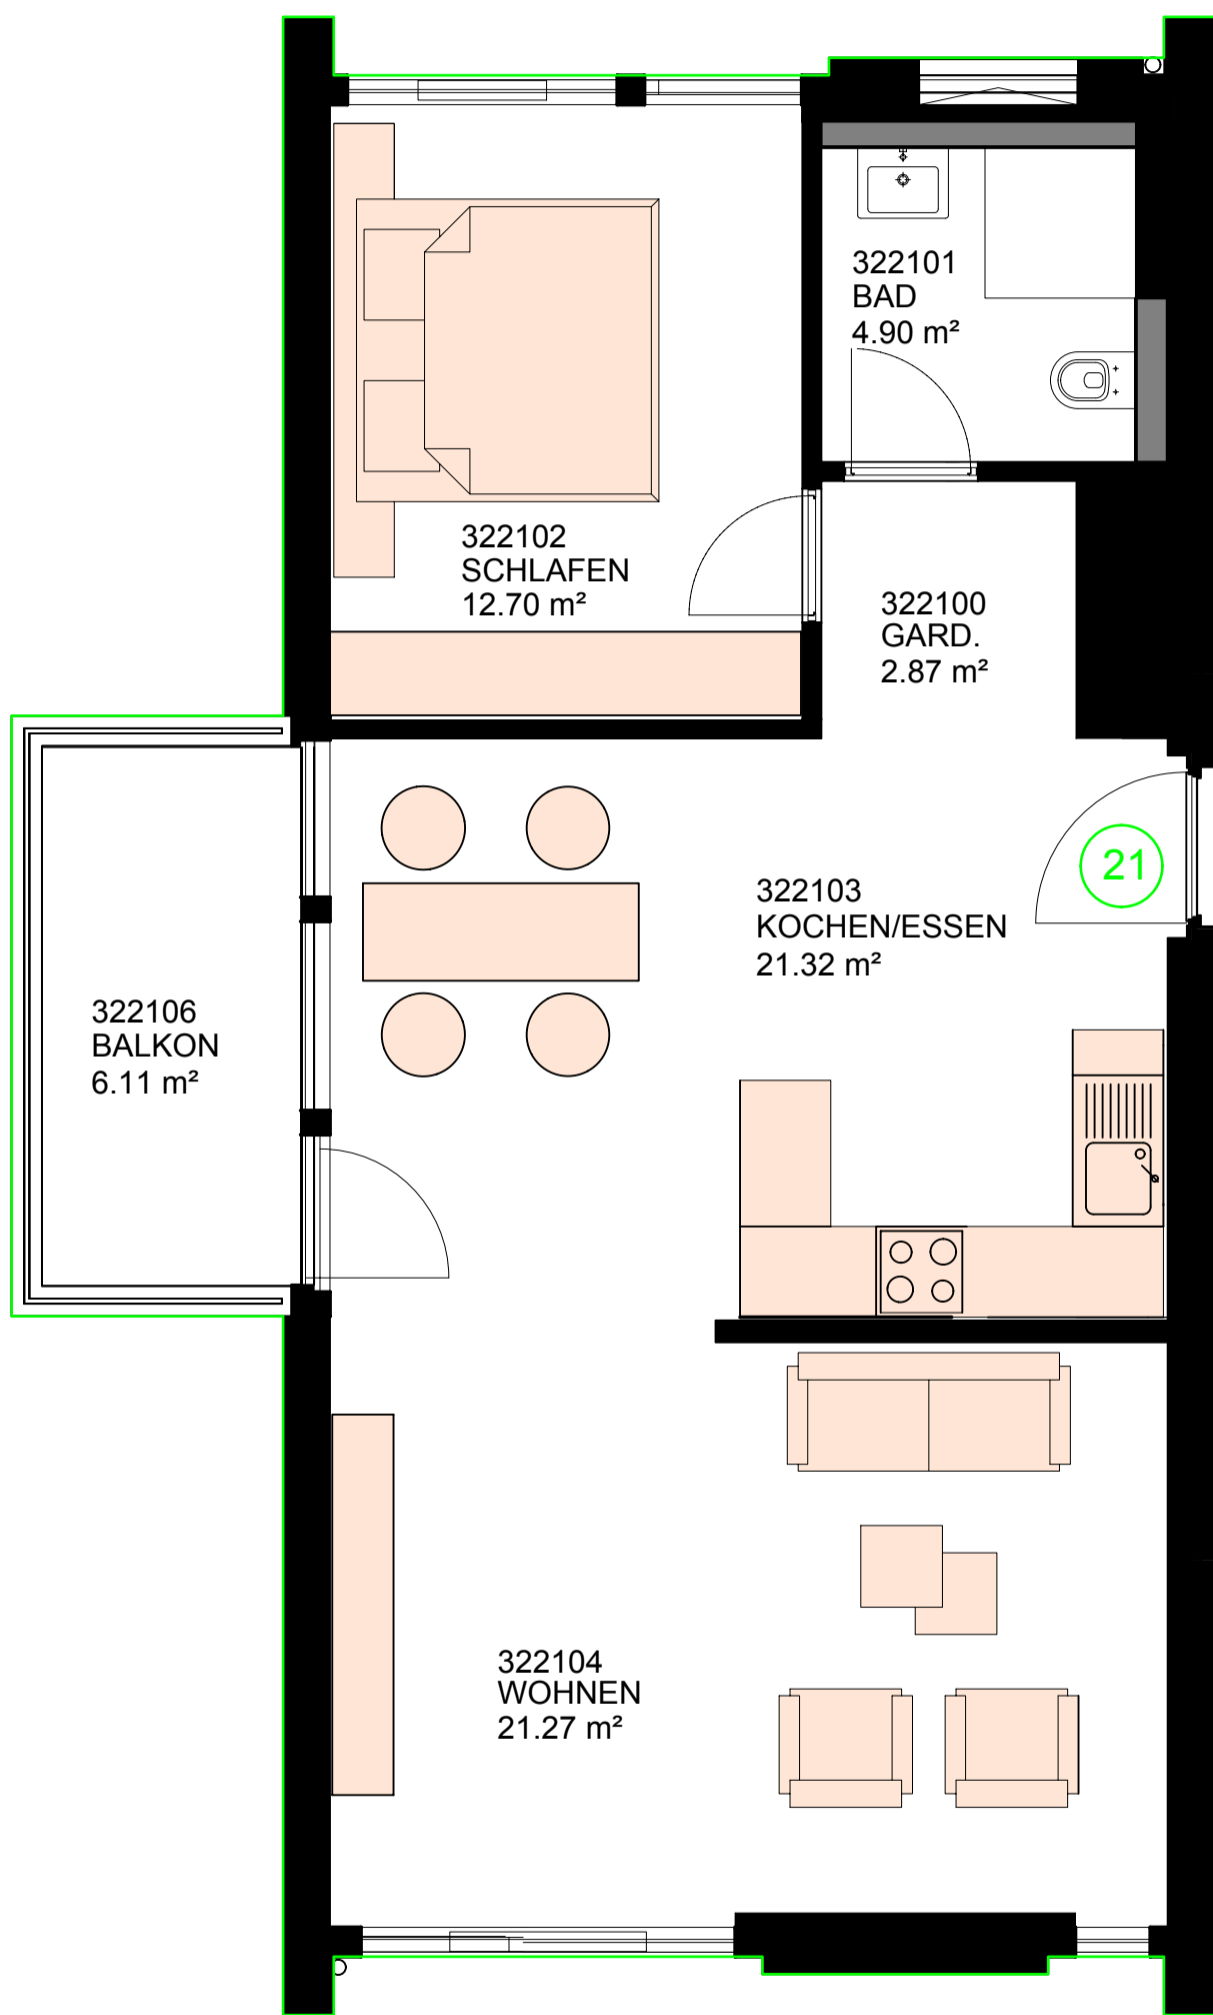 322101
BAD
4.90 m²
322102
SCHLAFEN
12.70 m²
322100
GARD.
2.87 m²
21
322103
KOCHEN/ESSEN
21.32 m²
322106
BALKON
6.11 m²
322104
WOHNEN
21.27 m²